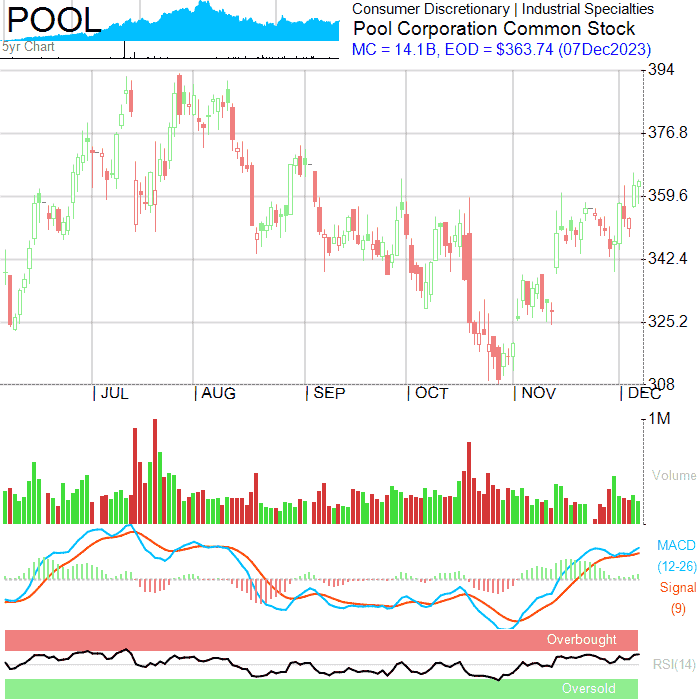 POOL
5yr Chart
Consumer Discretionary | Industrial Specialties
Pool Corporation Common Stock
MC = 14.1B, EOD = $363.74 (07Dec2023)
394
376.8
359.6
342.4
325.2
308
| JUL | AUG | SEP | OCT | NOV | DEC
1M
Volume
MACD
(12-26)
Signal
(9)
Overbought
RSI(14)
Oversold